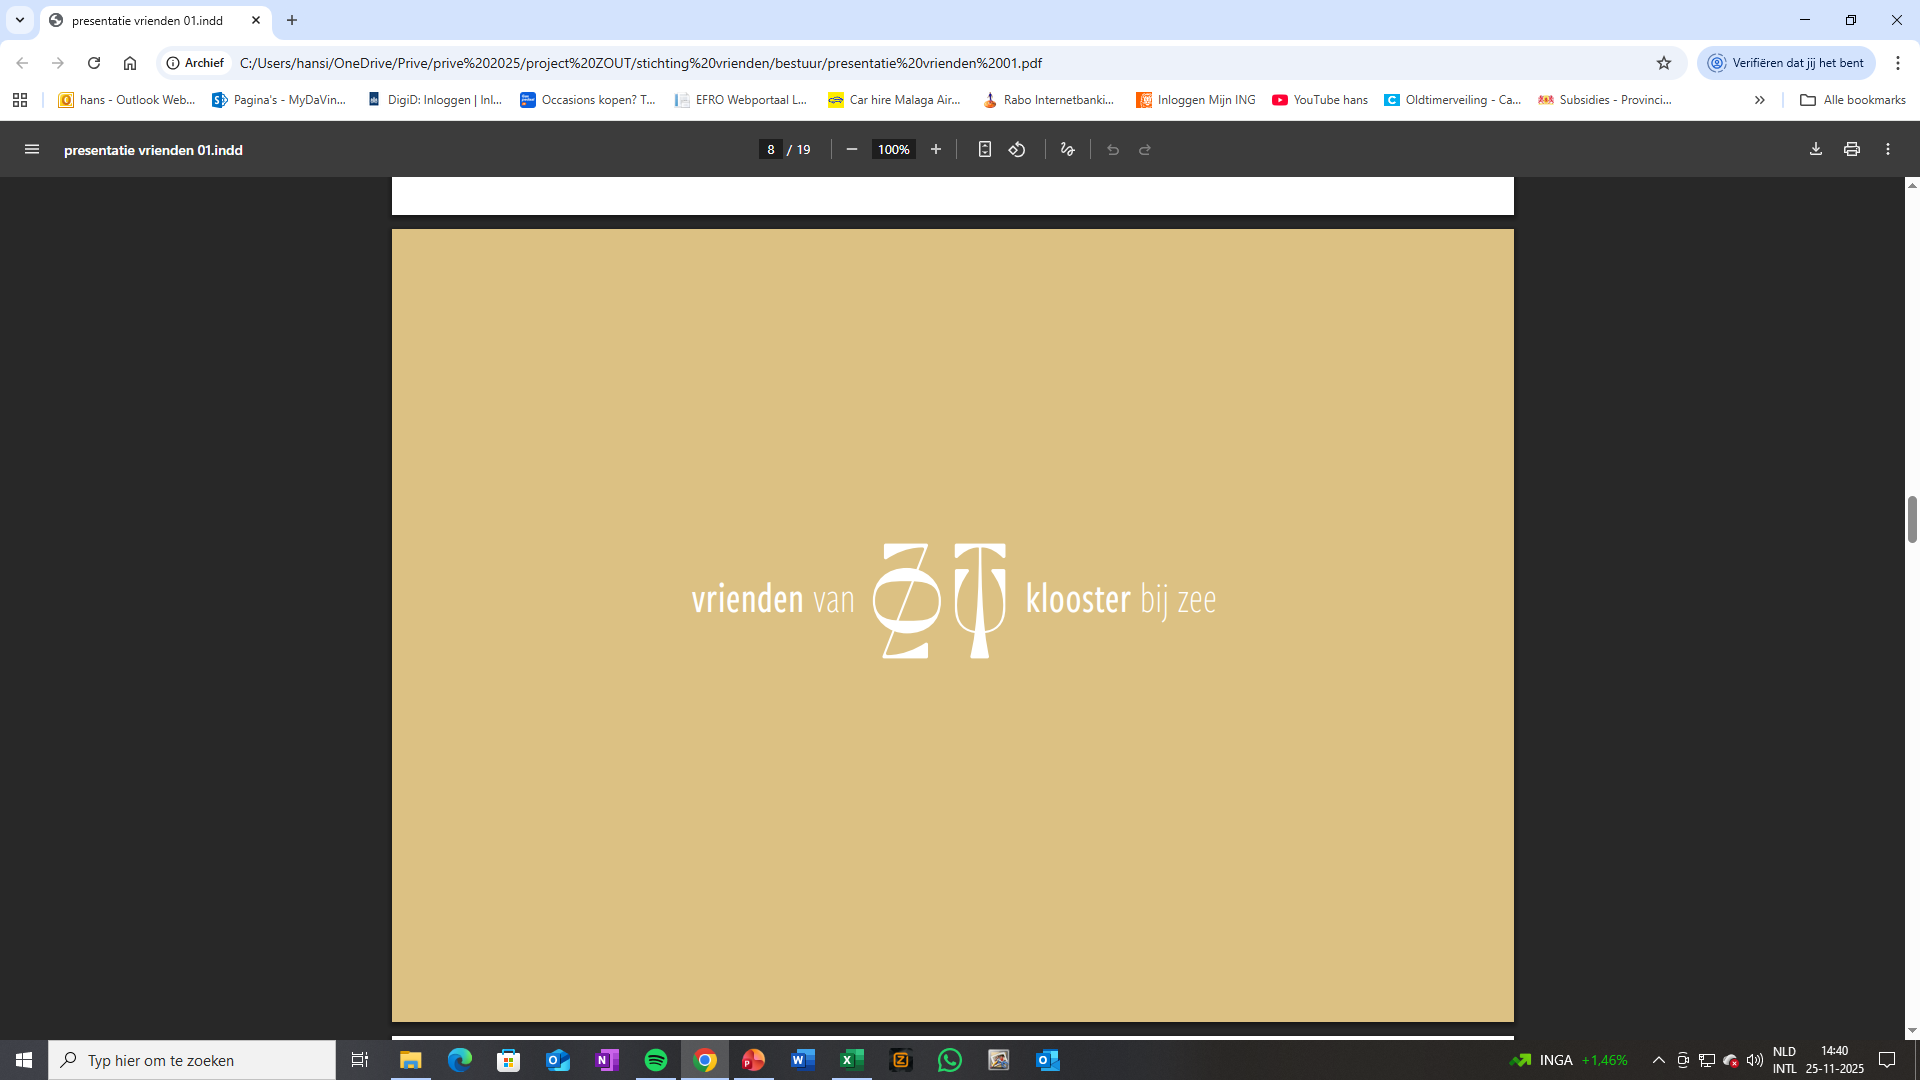 presentatie vrienden 01.indd
Archief
C:/Users/hansi/OneDrive/Prive/prive%202025/project%20ZOUT/stichting%20vrienden/bestuur/presentatie%20vrienden%2001.pdf
Verifiëren dat jij het bent
hans - Outlook Web...
Pagina's - MyDaVin...
DigiD: Inloggen | Inl...
Occasions kopen? T...
EFRO Webportaal L...
Car hire Malaga Air...
Rabo Internetbanki...
Inloggen Mijn ING
YouTube hans
Oldtimerveiling - Ca...
Subsidies - Provinci...
Alle bookmarks
presentatie vrienden 01.indd
8 / 19
100%
vrienden van ZOUT klooster bij zee
Typ hier om te zoeken
INGA +1,46%
NLD
INTL
14:40
25-11-2025